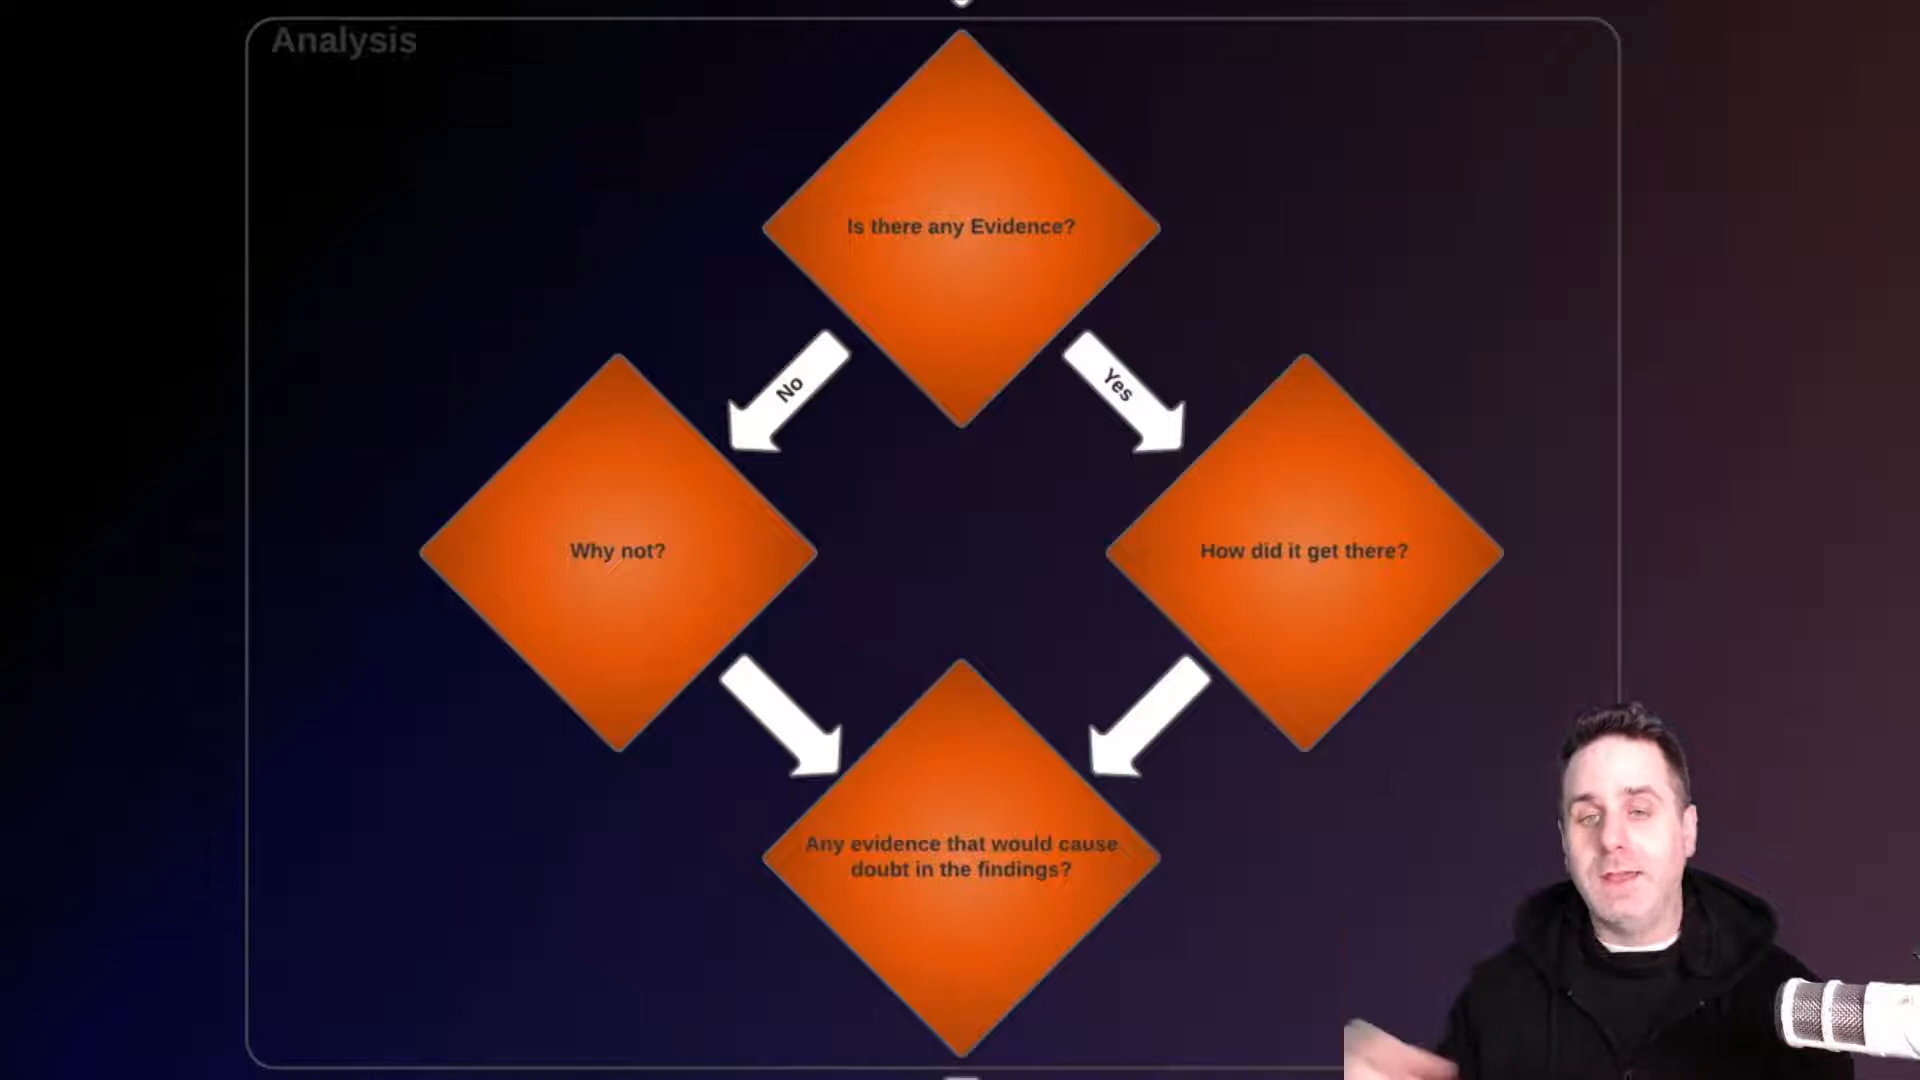 Analysis
Is there any Evidence?
No
Yes
Why not?
How did it get there?
Any evidence that would cause
doubt in the findings?